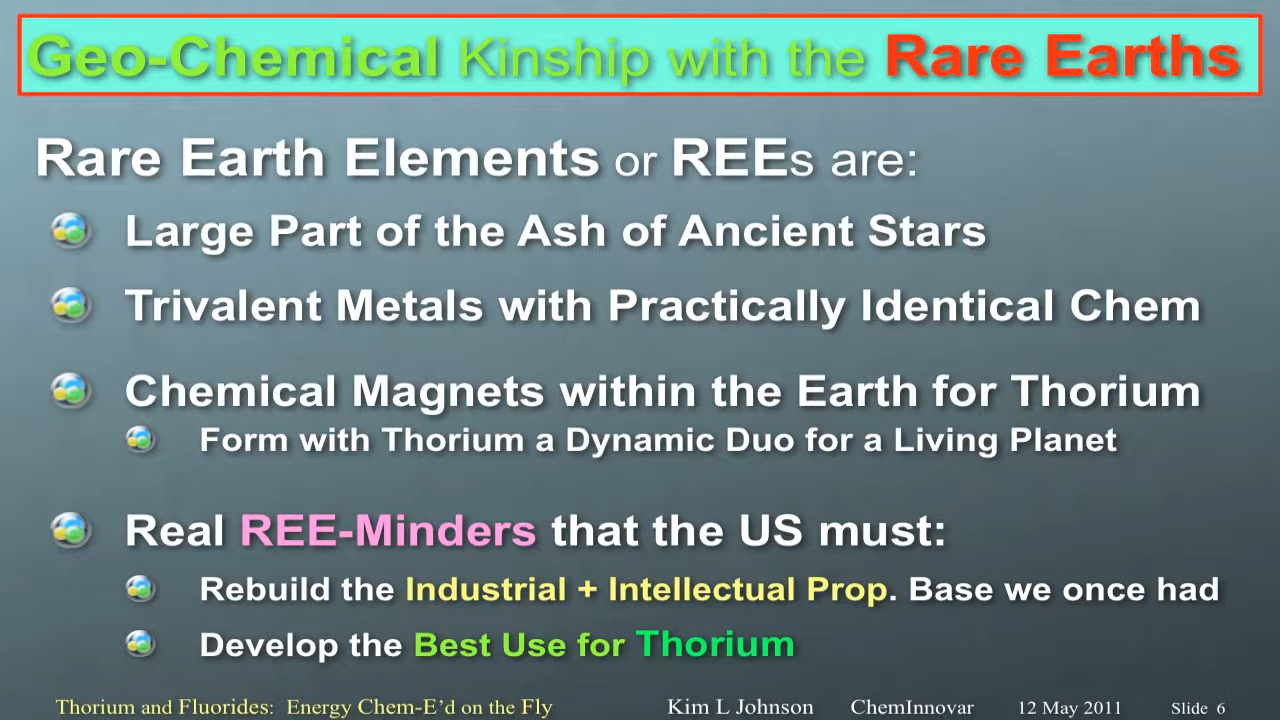 Geo-Chemical Kinship with the Rare Earths
Rare Earth Elements or REEs are:
Large Part of the Ash of Ancient Stars
Trivalent Metals with Practically Identical Chem
Chemical Magnets within the Earth for Thorium
Form with Thorium a Dynamic Duo for a Living Planet
Real REE-Minders that the US must:
Rebuild the Industrial + Intellectual Prop. Base we once had
Develop the Best Use for Thorium
Thorium and Fluorides: Energy Chem-E'd on the Fly Kim L Johnson ChemInnovar 12 May 2011 Slide 6